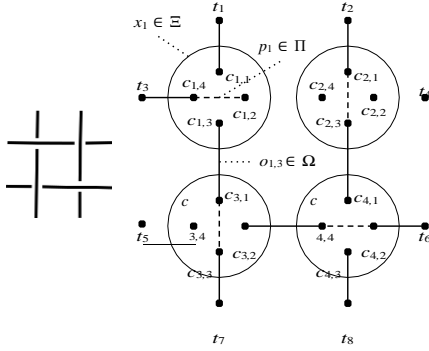 t₁ t₂
x₁ ∈ Ξ
p₁ ∈ Π
c₁,₁ c₂,₁
t₃ c₁,₄ c₂,₄ t₄
c₁,₂ c₂,₂
c₁,₃ c₂,₃
o₁,₃ ∈ Ω
c c₃,₁ c c₄,₁
t₅ 3,4 4,4 t₆
c₃,₂ c₄,₂
c₃,₃ c₄,₃
t₇ t₈